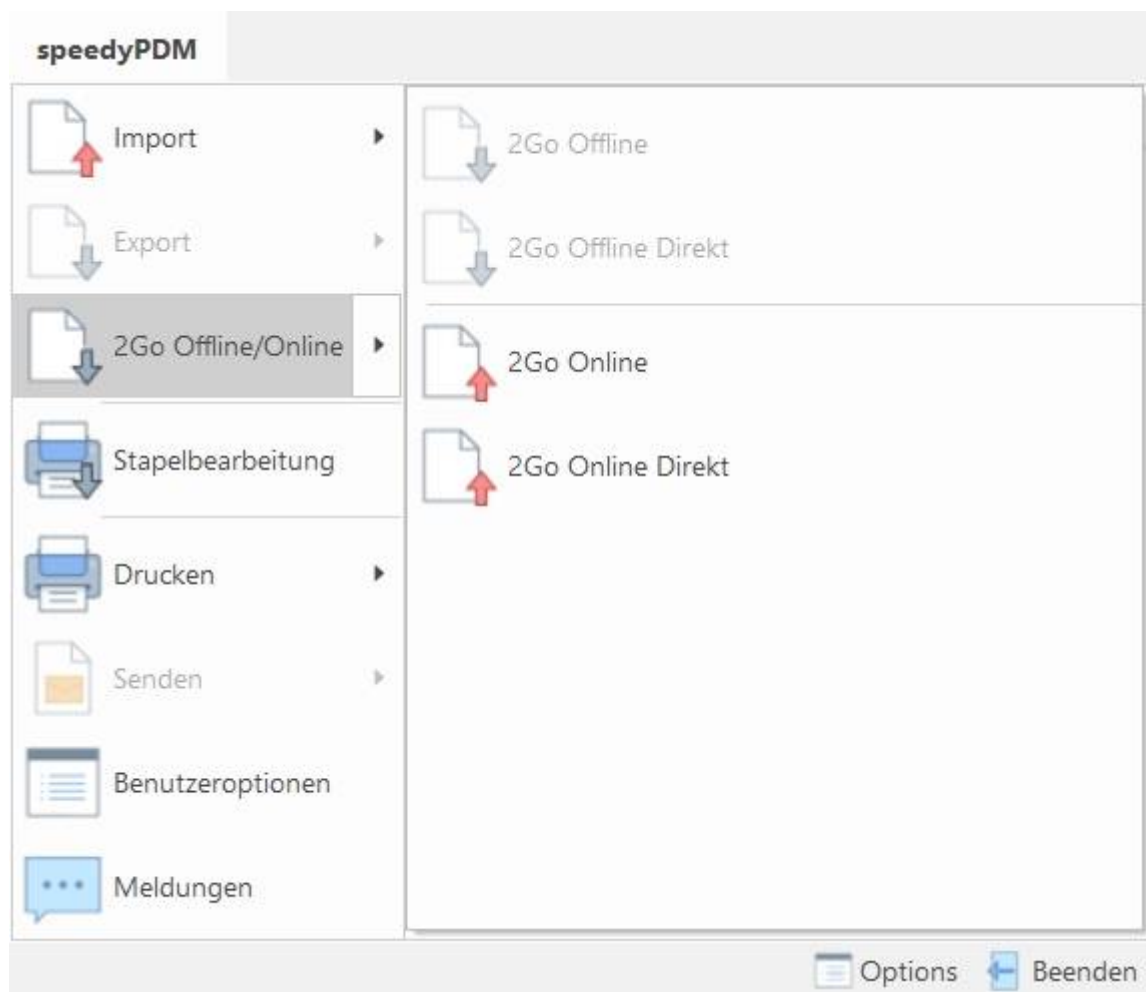 speedyPDM
Import
Export
2Go Offline/Online
Stapelbearbeitung
Drucken
Senden
Benutzeroptionen
Meldungen
2Go Offline
2Go Offline Direkt
2Go Online
2Go Online Direkt
Options
Beenden